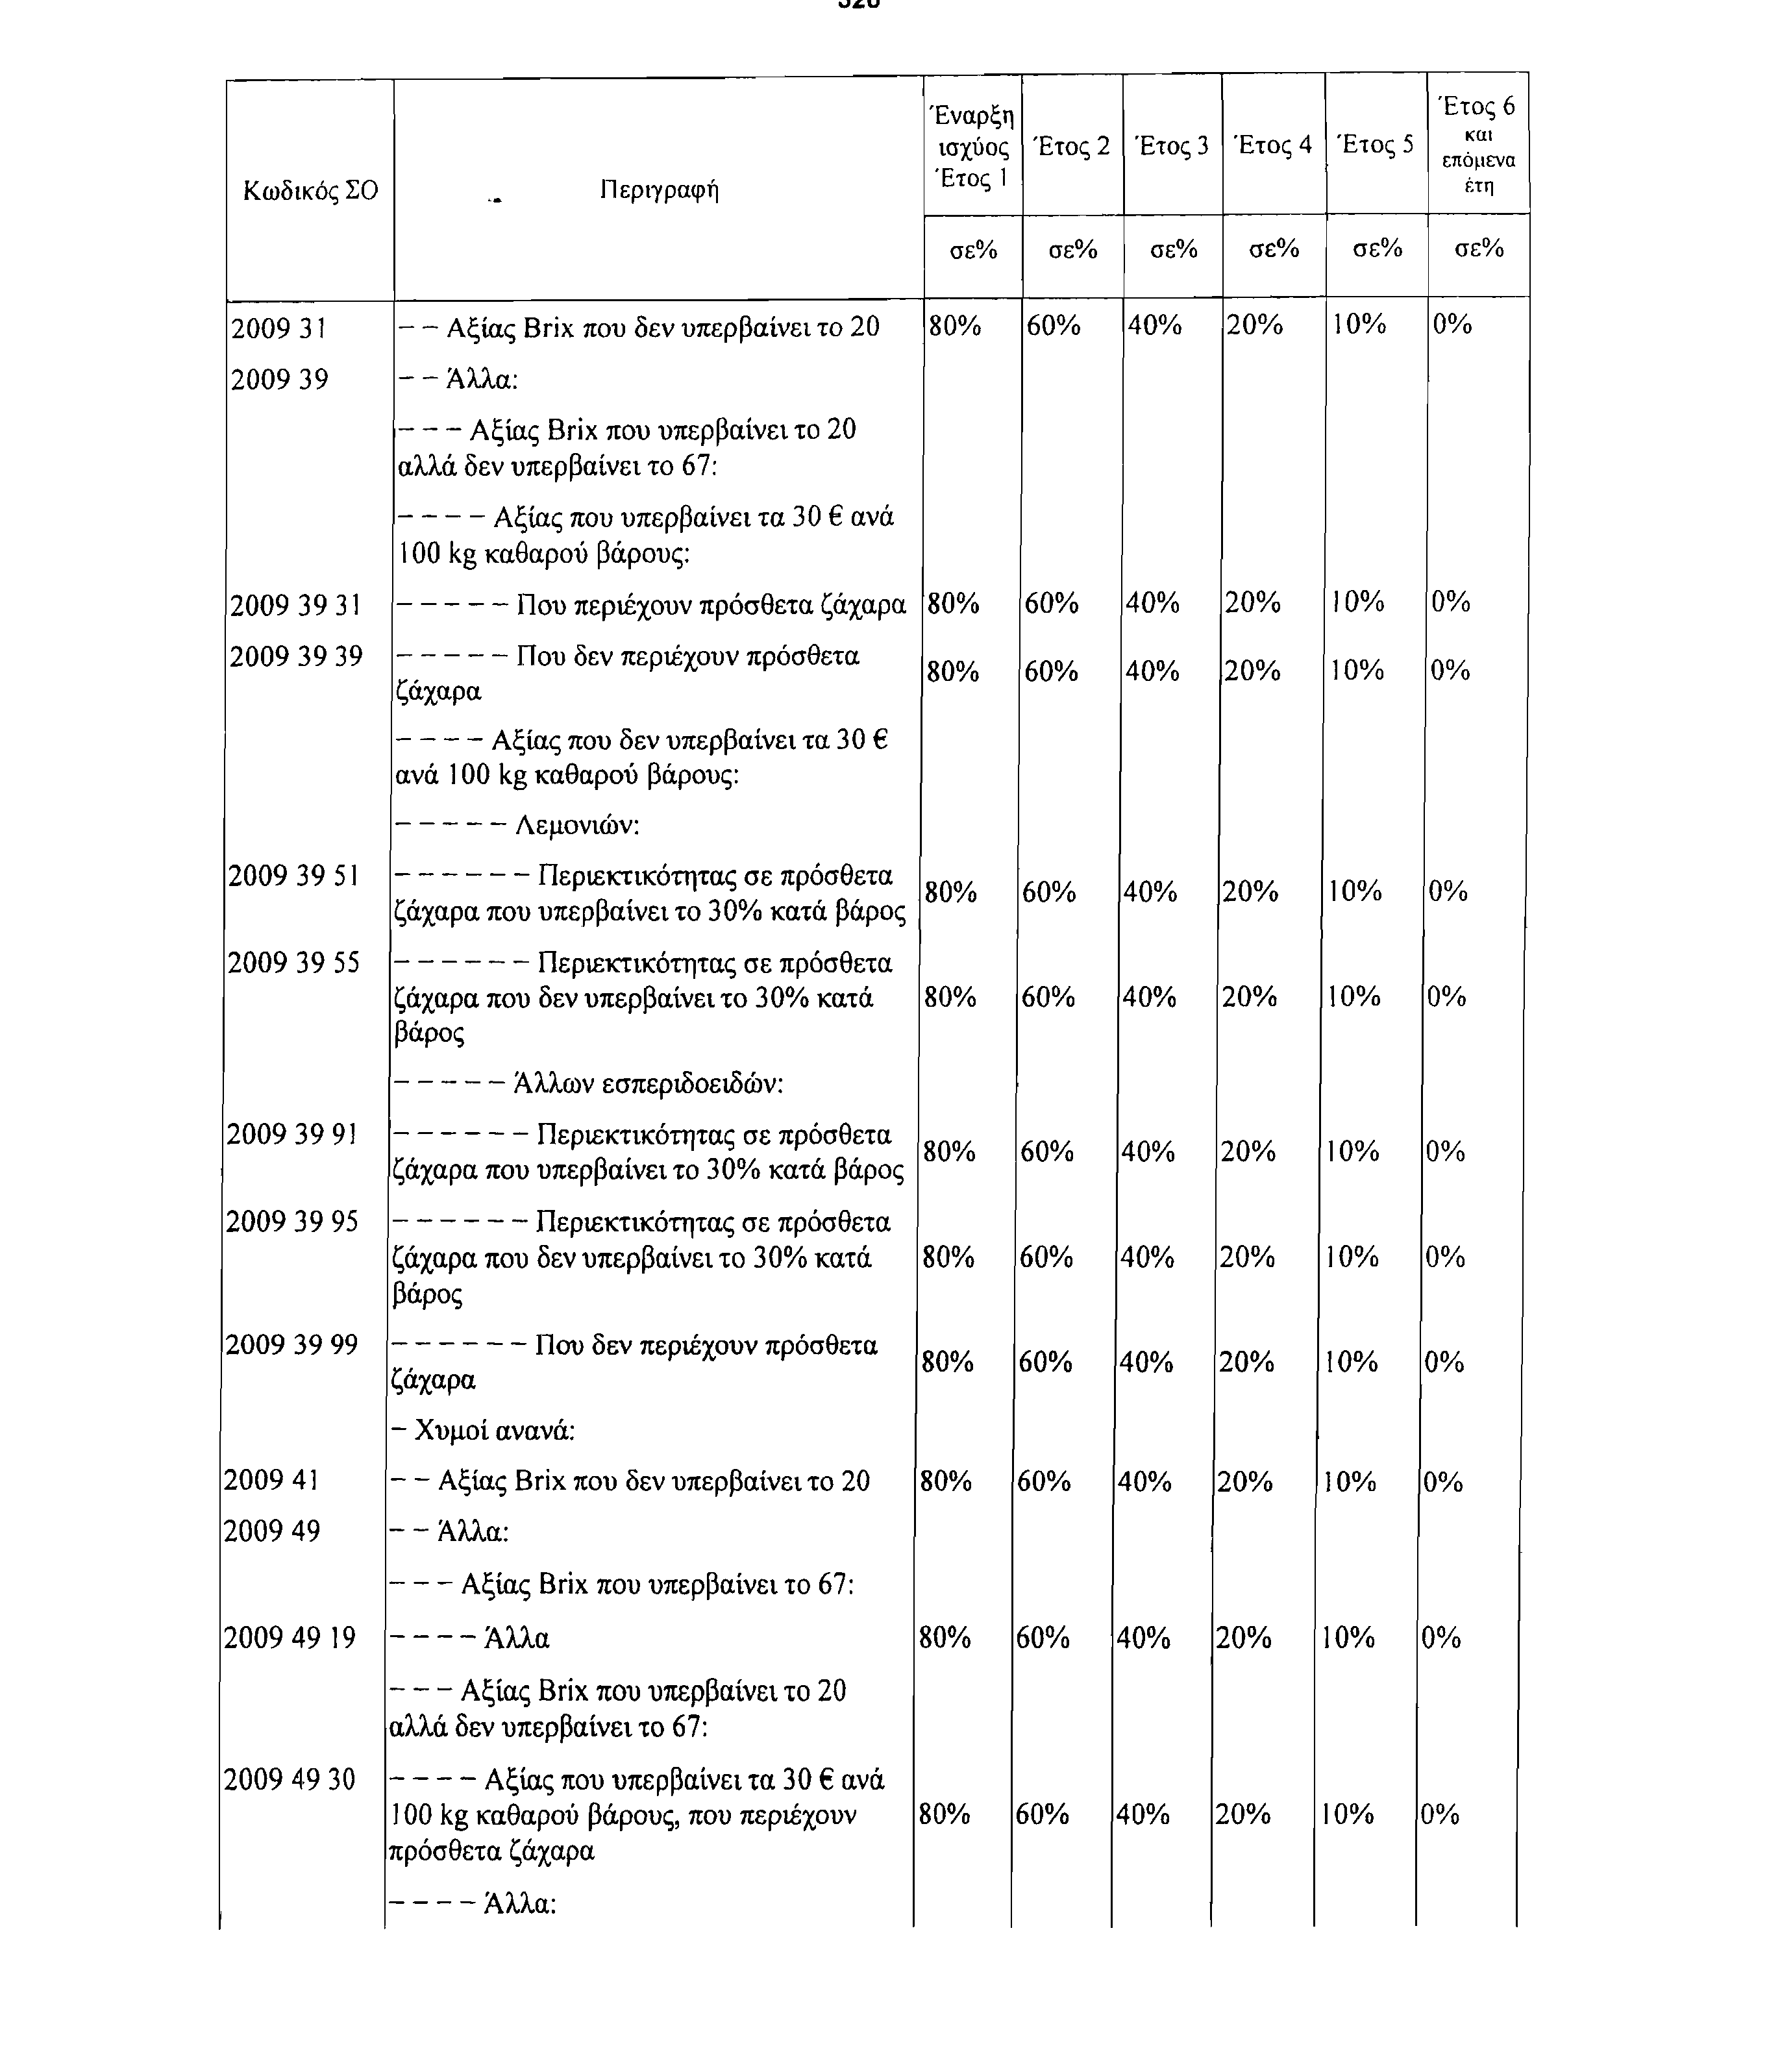 Κωδικός ΣΟ
Περιγραφή
Έναρξη
ισχύος
Έτος 1
Έτος 2
Έτος 3
Έτος 4
Έτος 5
Έτος 6
και
επόμενα
έτη
σε% σε% σε% σε% σε% σε%
2009 31 – – Αξίας Brix που δεν υπερβαίνει το 20 80% 60% 40% 20% 10% 0%
2009 39 – – Άλλα:
– – – Αξίας Brix που υπερβαίνει το 20
αλλά δεν υπερβαίνει το 67:
– – – – Αξίας που υπερβαίνει τα 30 € ανά
100 kg καθαρού βάρους:
2009 39 31 – – – – – Που περιέχουν πρόσθετα ζάχαρα 80% 60% 40% 20% 10% 0%
2009 39 39 – – – – – Που δεν περιέχουν πρόσθετα
ζάχαρα 80% 60% 40% 20% 10% 0%
– – – – Αξίας που δεν υπερβαίνει τα 30 €
ανά 100 kg καθαρού βάρους:
– – – – – Λεμονιών:
2009 39 51 – – – – – – Περιεκτικότητας σε πρόσθετα
ζάχαρα που υπερβαίνει το 30% κατά βάρος 80% 60% 40% 20% 10% 0%
2009 39 55 – – – – – – Περιεκτικότητας σε πρόσθετα
ζάχαρα που δεν υπερβαίνει το 30% κατά 80% 60% 40% 20% 10% 0%
βάρος
– – – – – Άλλων εσπεριδοειδών:
2009 39 91 – – – – – – Περιεκτικότητας σε πρόσθετα
ζάχαρα που υπερβαίνει το 30% κατά βάρος 80% 60% 40% 20% 10% 0%
2009 39 95 – – – – – – Περιεκτικότητας σε πρόσθετα
ζάχαρα που δεν υπερβαίνει το 30% κατά 80% 60% 40% 20% 10% 0%
βάρος
2009 39 99 – – – – – – Που δεν περιέχουν πρόσθετα
ζάχαρα 80% 60% 40% 20% 10% 0%
– Χυμοί ανανά:
2009 41 – – Αξίας Brix που δεν υπερβαίνει το 20 80% 60% 40% 20% 10% 0%
2009 49 – – Άλλα:
– – – Αξίας Brix που υπερβαίνει το 67:
2009 49 19 – – – – Άλλα 80% 60% 40% 20% 10% 0%
– – – Αξίας Brix που υπερβαίνει το 20
αλλά δεν υπερβαίνει το 67:
2009 49 30 – – – – Αξίας που υπερβαίνει τα 30 € ανά
100 kg καθαρού βάρους, που περιέχουν 80% 60% 40% 20% 10% 0%
πρόσθετα ζάχαρα
– – – – Άλλα: